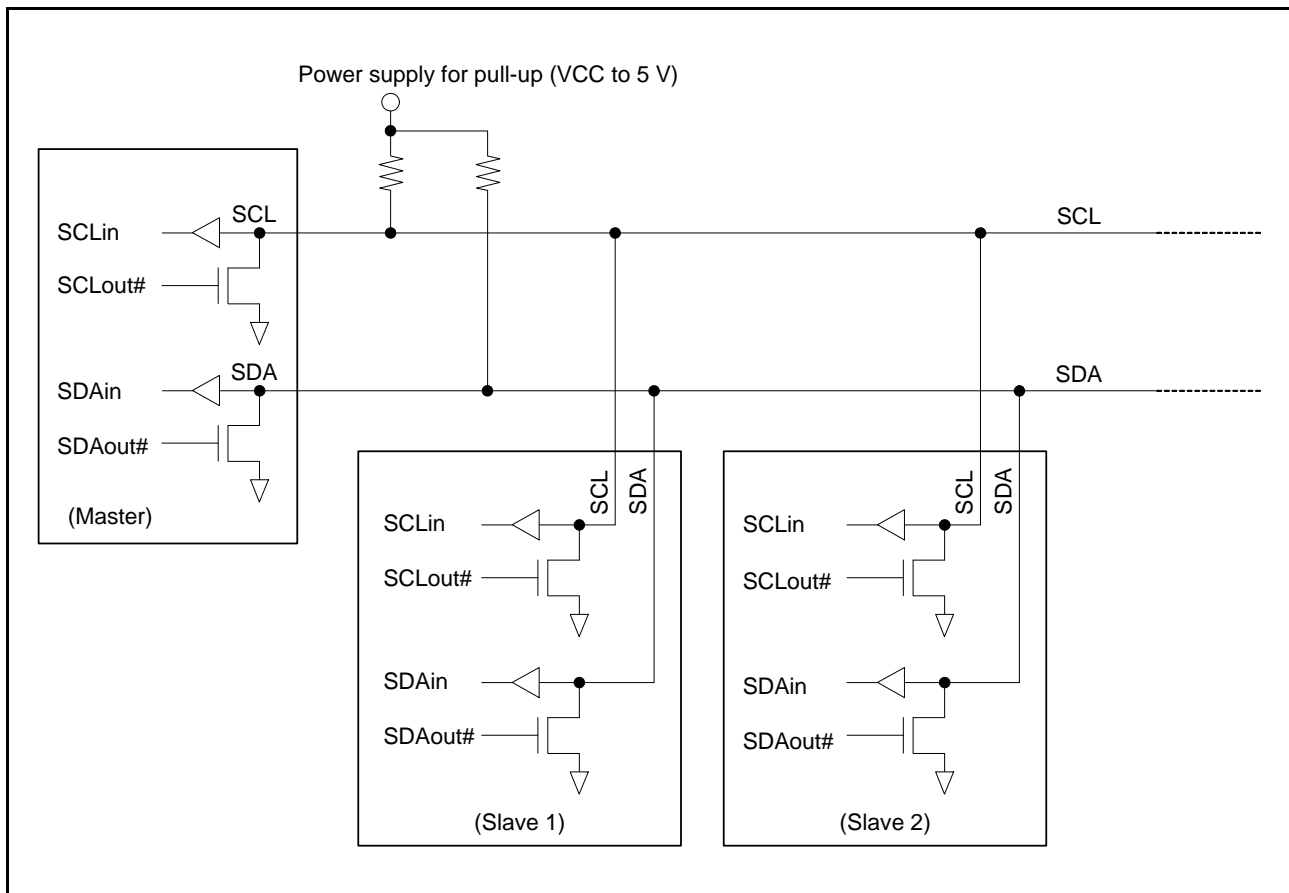 Power supply for pull-up (VCC to 5 V)
SCLin
SCL
SCL
SCLout#
SDAin
SDA
SDA
SDAout#
(Master)
SCL
SDA
SCLin
SCLout#
SDAin
SDAout#
(Slave 1)
SCL
SDA
SCLin
SCLout#
SDAin
SDAout#
(Slave 2)